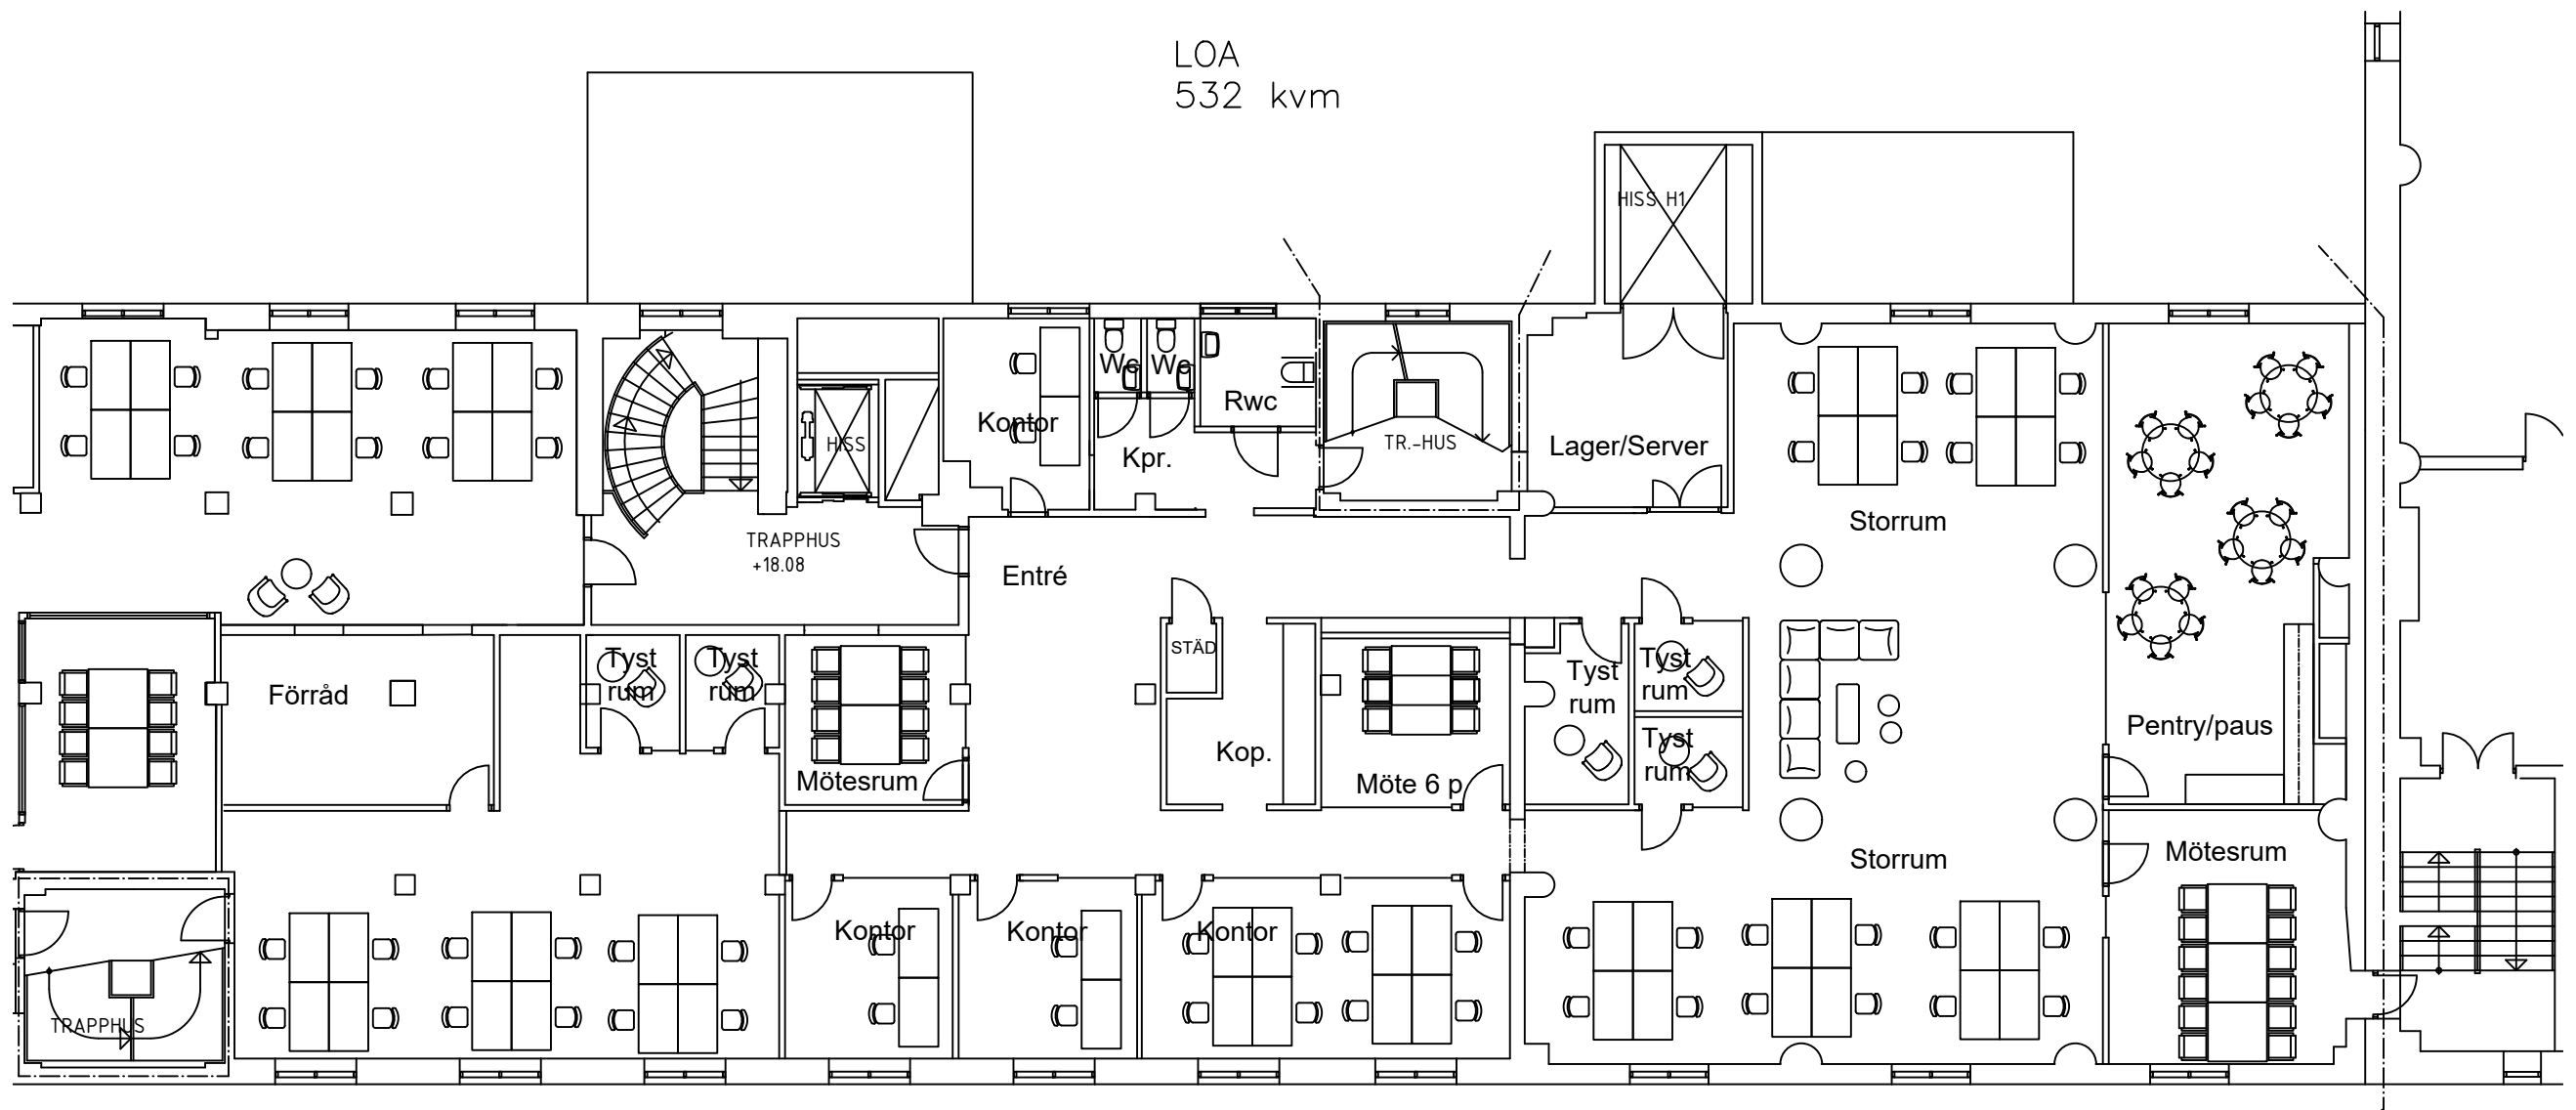 LOA
532 kvm
HISS H1
Wc
Wc
Rwc
Kontor
HISS
TR.-HUS
Kpr.
Lager/Server
Storrum
TRAPPHUS
+18.08
Entré
STÄD
Tyst
rum
Tyst
rum
Förråd
Tyst
rum
Tyst
rum
Pentry/paus
Kop.
Tyst
rum
Mötesrum
Möte 6 p
Storrum
Mötesrum
Kontor
Kontor
Kontor
TRAPPHUS